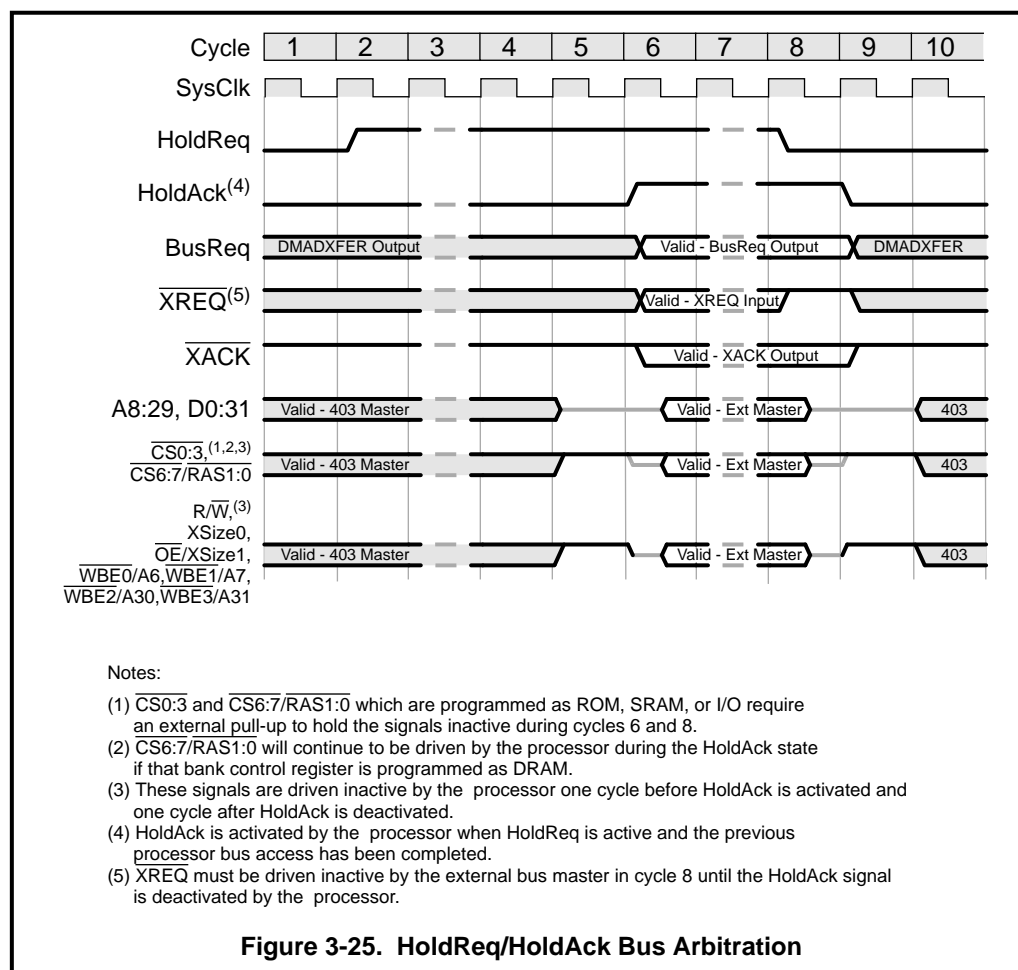 Cycle 1 2 3 4 5 6 7 8 9 10
SysClk
HoldReq
HoldAck(4)
BusReq DMADXFER Output Valid - BusReq Output DMADXFER
XREQ(5) Valid - XREQ Input
XACK Valid - XACK Output
A8:29, D0:31 Valid - 403 Master Valid - Ext Master 403
CS0:3,(1,2,3)
CS6:7/RAS1:0 Valid - 403 Master Valid - Ext Master 403
R/W,(3)
XSize0,
OE/XSize1, Valid - 403 Master Valid - Ext Master 403
WBE0/A6,WBE1/A7,
WBE2/A30,WBE3/A31
Notes:
(1) CS0:3 and CS6:7/RAS1:0 which are programmed as ROM, SRAM, or I/O require
an external pull-up to hold the signals inactive during cycles 6 and 8.
(2) CS6:7/RAS1:0 will continue to be driven by the processor during the HoldAck state
if that bank control register is programmed as DRAM.
(3) These signals are driven inactive by the processor one cycle before HoldAck is activated and
one cycle after HoldAck is deactivated.
(4) HoldAck is activated by the processor when HoldReq is active and the previous
processor bus access has been completed.
(5) XREQ must be driven inactive by the external bus master in cycle 8 until the HoldAck signal
is deactivated by the processor.
Figure 3-25. HoldReq/HoldAck Bus Arbitration